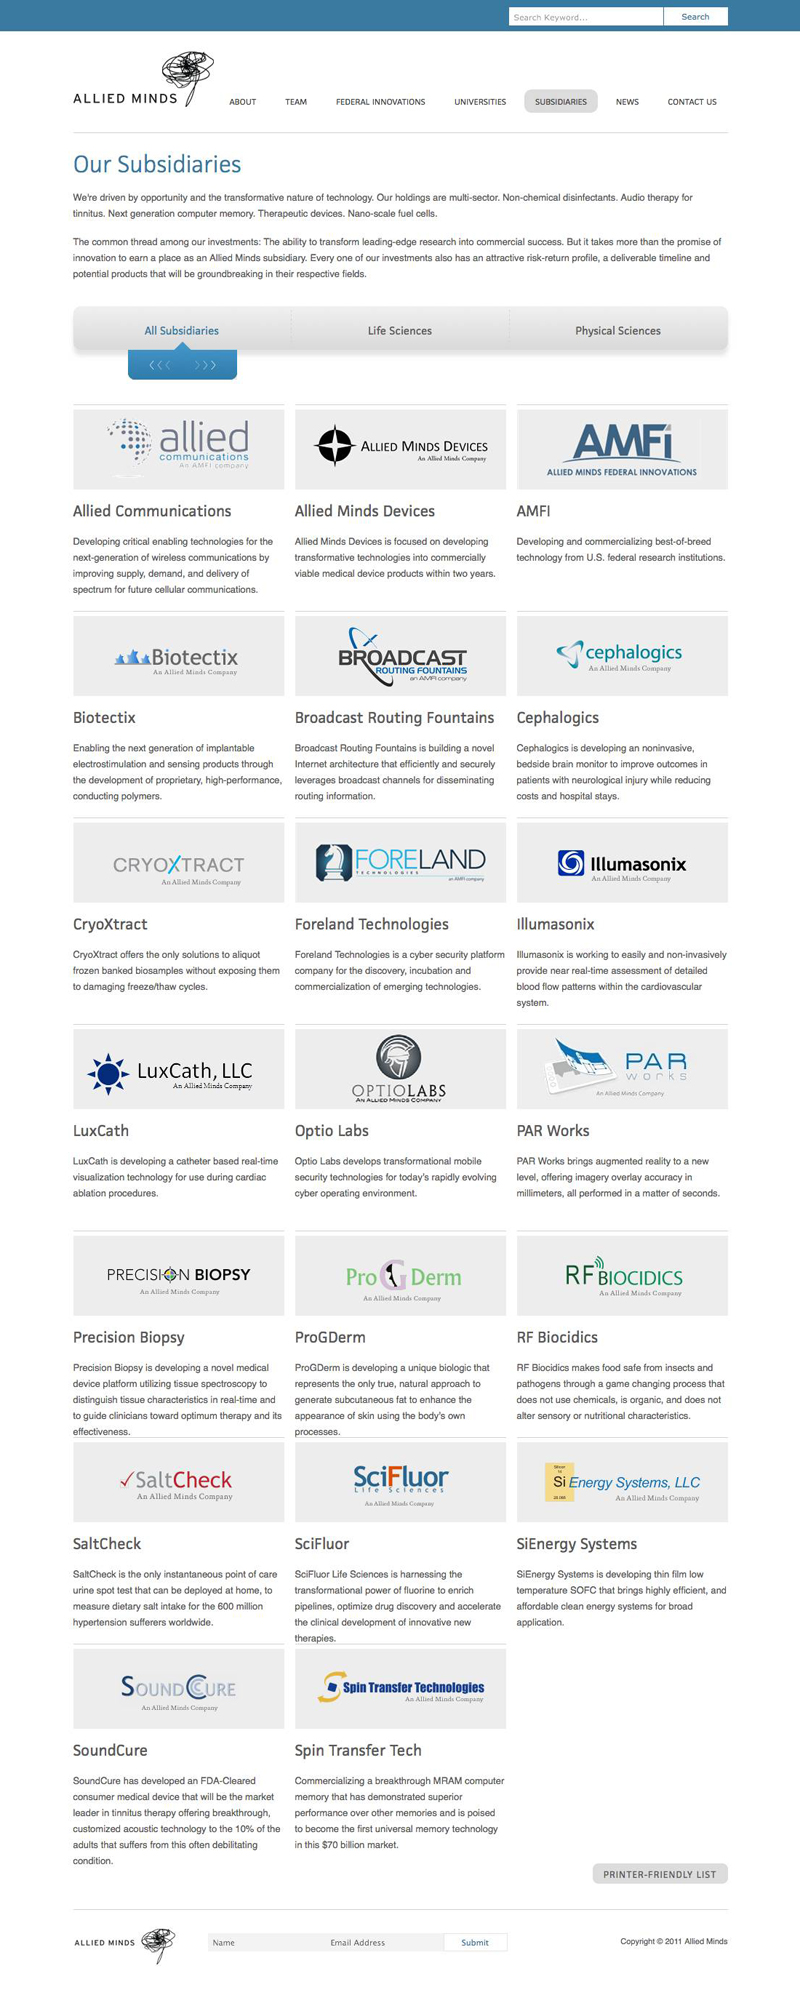 Search Keyword...
Search
ALLIED MINDS
ABOUT
TEAM
FEDERAL INNOVATIONS
UNIVERSITIES
SUBSIDIARIES
NEWS
CONTACT US
Our Subsidiaries
We're driven by opportunity and the transformative nature of technology. Our holdings are multi-sector. Non-chemical disinfectants. Audio therapy for
tinnitus. Next generation computer memory. Therapeutic devices. Nano-scale fuel cells.
The common thread among our investments: The ability to transform leading-edge research into commercial success. But it takes more than the promise of
innovation to earn a place as an Allied Minds subsidiary. Every one of our investments also has an attractive risk-return profile, a deliverable timeline and
potential products that will be groundbreaking in their respective fields.
All Subsidiaries
Life Sciences
Physical Sciences
allied
communications
An AMFI company
Allied Communications
Developing critical enabling technologies for the
next-generation of wireless communications by
improving supply, demand, and delivery of
spectrum for future cellular communications.
ALLIED MINDS DEVICES
An Allied Minds Company
Allied Minds Devices
Allied Minds Devices is focused on developing
transformative technologies into commercially
viable medical device products within two years.
AMFi
ALLIED MINDS FEDERAL INNOVATIONS
AMFI
Developing and commercializing best-of-breed
technology from U.S. federal research institutions.
Biotectix
An Allied Minds Company
Biotectix
Enabling the next generation of implantable
electrostimulation and sensing products through
the development of proprietary, high-performance,
conducting polymers.
BROADCAST
ROUTING FOUNTAINS
an AMFI company
Broadcast Routing Fountains
Broadcast Routing Fountains is building a novel
Internet architecture that efficiently and securely
leverages broadcast channels for disseminating
routing information.
cephalogics
An Allied Minds Company
Cephalogics
Cephalogics is developing an noninvasive,
bedside brain monitor to improve outcomes in
patients with neurological injury while reducing
costs and hospital stays.
CRYOXTRACT
An Allied Minds Company
CryoXtract
CryoXtract offers the only solutions to aliquot
frozen banked biosamples without exposing them
to damaging freeze/thaw cycles.
FORELAND
TECHNOLOGIES
an AMFI company
Foreland Technologies
Foreland Technologies is a cyber security platform
company for the discovery, incubation and
commercialization of emerging technologies.
Illumasonix
An Allied Minds Company
Illumasonix
Illumasonix is working to easily and non-invasively
provide near real-time assessment of detailed
blood flow patterns within the cardiovascular
system.
LuxCath, LLC
An Allied Minds Company
LuxCath
LuxCath is developing a catheter based real-time
visualization technology for use during cardiac
ablation procedures.
OPTIOLABS
AN ALLIED MINDS COMPANY
Optio Labs
Optio Labs develops transformational mobile
security technologies for today's rapidly evolving
cyber operating environment.
PAR
works
An Allied Minds Company
PAR Works
PAR Works brings augmented reality to a new
level, offering imagery overlay accuracy in
millimeters, all performed in a matter of seconds.
PRECISION BIOPSY
An Allied Minds Company
Precision Biopsy
Precision Biopsy is developing a novel medical
device platform utilizing tissue spectroscopy to
distinguish tissue characteristics in real-time and
to guide clinicians toward optimum therapy and its
effectiveness.
ProGDerm
An Allied Minds Company
ProGDerm
ProGDerm is developing a unique biologic that
represents the only true, natural approach to
generate subcutaneous fat to enhance the
appearance of skin using the body's own
processes.
RF BIOCIDICS
An Allied Minds Company
RF Biocidics
RF Biocidics makes food safe from insects and
pathogens through a game changing process that
does not use chemicals, is organic, and does not
alter sensory or nutritional characteristics.
SaltCheck
An Allied Minds Company
SaltCheck
SaltCheck is the only instantaneous point of care
urine spot test that can be deployed at home, to
measure dietary salt intake for the 600 million
hypertension sufferers worldwide.
SciFluor
Life Sciences
An Allied Minds Company
SciFluor
SciFluor Life Sciences is harnessing the
transformational power of fluorine to enrich
pipelines, optimize drug discovery and accelerate
the clinical development of innovative new
therapies.
Si Energy Systems, LLC
An Allied Minds Company
SiEnergy Systems
SiEnergy Systems is developing thin film low
temperature SOFC that brings highly efficient, and
affordable clean energy systems for broad
application.
SOUNDCURE
An Allied Minds Company
SoundCure
SoundCure has developed an FDA-Cleared
consumer medical device that will be the market
leader in tinnitus therapy offering breakthrough,
customized acoustic technology to the 10% of the
adults that suffers from this often debilitating
condition.
Spin Transfer Technologies
An Allied Minds Company
Spin Transfer Tech
Commercializing a breakthrough MRAM computer
memory that has demonstrated superior
performance over other memories and is poised
to become the first universal memory technology
in this $70 billion market.
PRINTER-FRIENDLY LIST
ALLIED MINDS
Name
Email Address
Submit
Copyright © 2011 Allied Minds